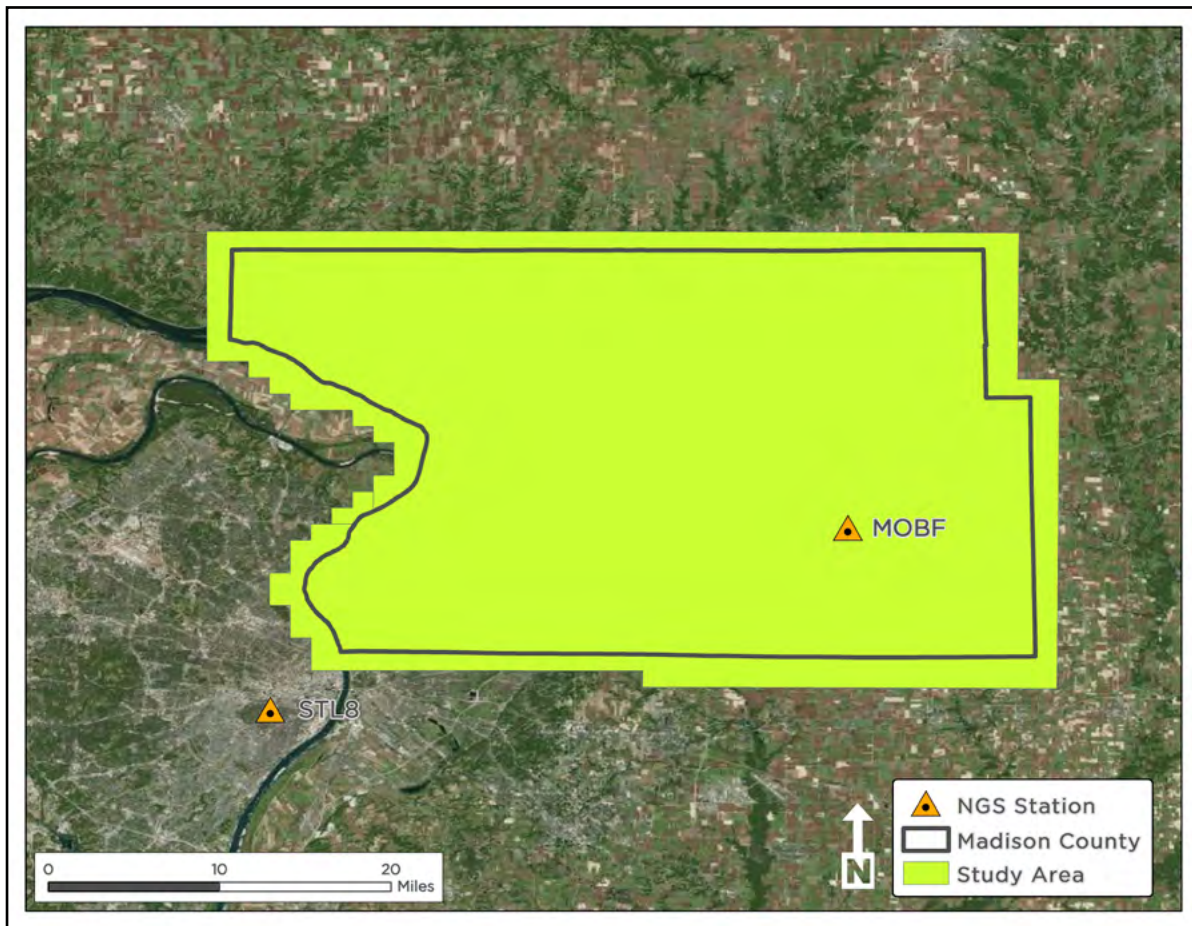 MOBF
STL8
NGS Station
Madison County
Study Area
N
0 10 20
Miles